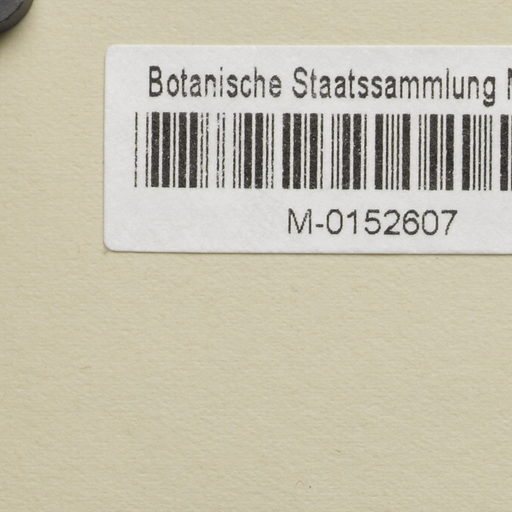 Botanische Staatssammlung
M-0152607